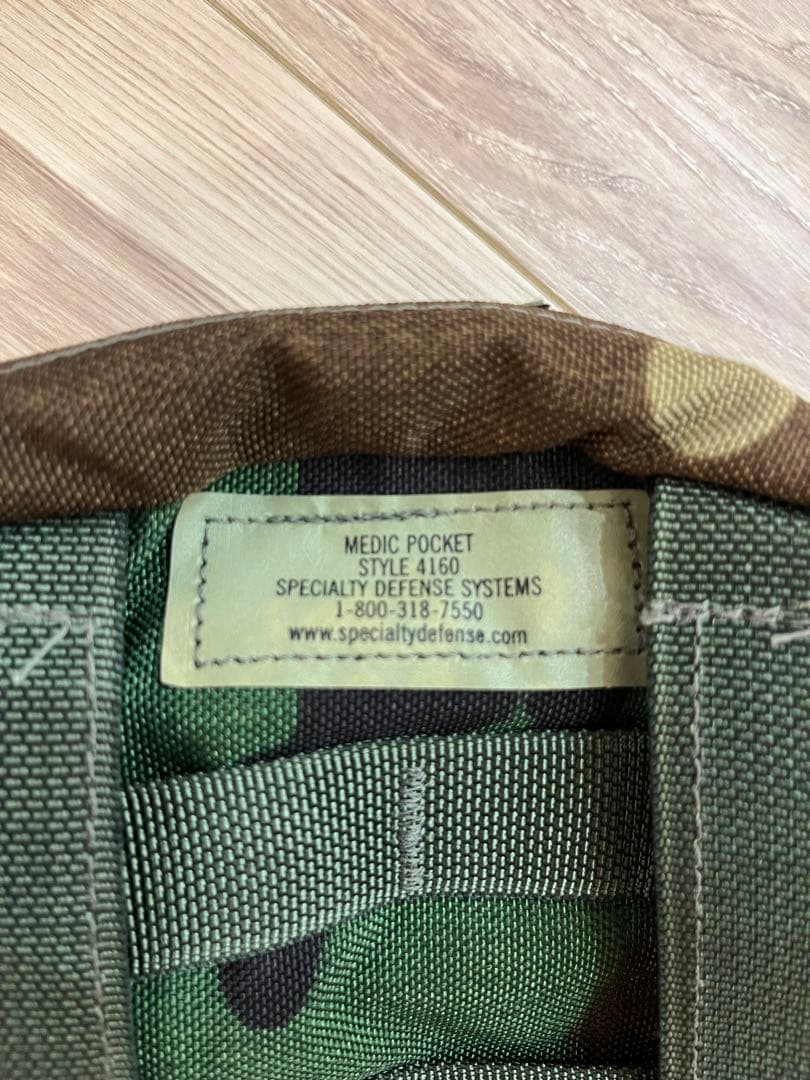 MEDIC POCKET
STYLE 4160
SPECIALTY DEFENSE SYSTEMS
1-800-318-7550
www.specialtydefense.com